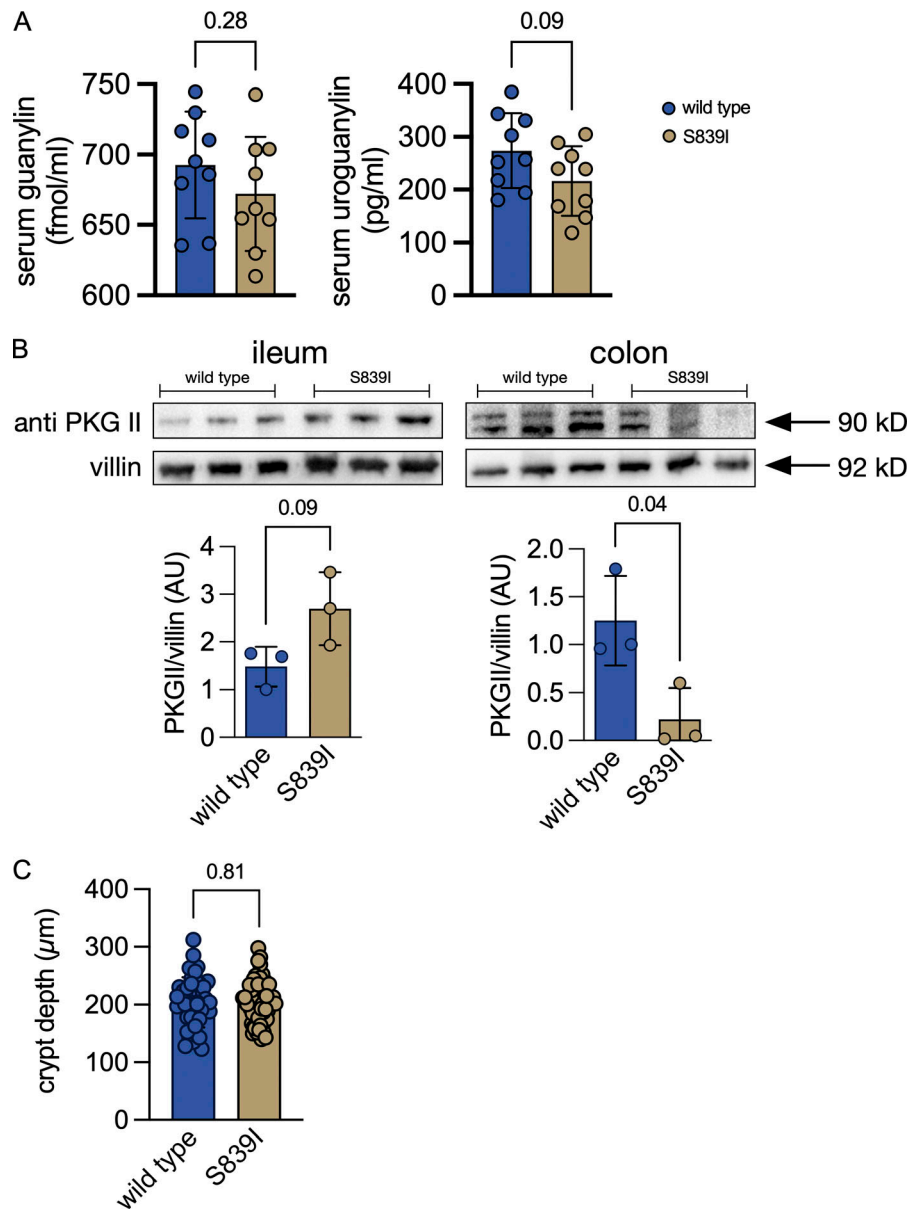 A
0.28
750
700
650
600
serum guanylin
(fmol/ml)
0.09
400
300
200
100
0
serum uroguanylin
(pg/ml)
wild type
S839I
B
ileum
wild type
S839I
colon
wild type
S839I
anti PKG II
90 kD
villin
92 kD
0.09
4
3
2
1
0
PKGII/villin (AU)
wild type
S839I
0.04
2.0
1.5
1.0
0.5
0.0
PKGII/villin (AU)
wild type
S839I
C
0.81
400
300
200
100
0
crypt depth (µm)
wild type
S839I